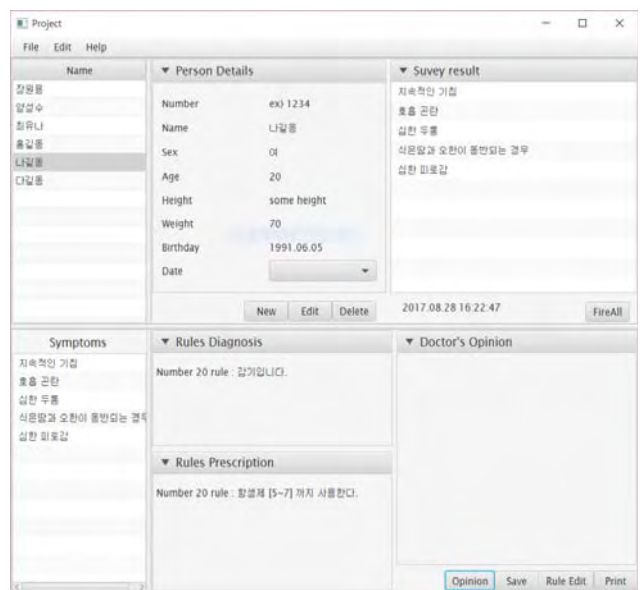 Project
File Edit Help
Name
장원용
양성수
최유나
홍길동
나길동
다길동
Person Details
Number ex) 1234
Name 나길동
Sex 여
Age 20
Height some height
Weight 70
Birthday 1991.06.05
Date
New Edit Delete
Suvey result
지속적인 기침
호흡 곤란
심한 두통
식은땀과 오한이 동반되는 경우
심한 피로감
2017.08.28 16:22:47 FireAll
Symptoms
지속적인 기침
호흡 곤란
심한 두통
식은땀과 오한이 동반되는 경우
심한 피로감
Rules Diagnosis
Number 20 rule : 감기입니다.
Rules Prescription
Number 20 rule : 항생제 [5~7] 까지 사용한다.
Doctor's Opinion
Opinion Save Rule Edit Print